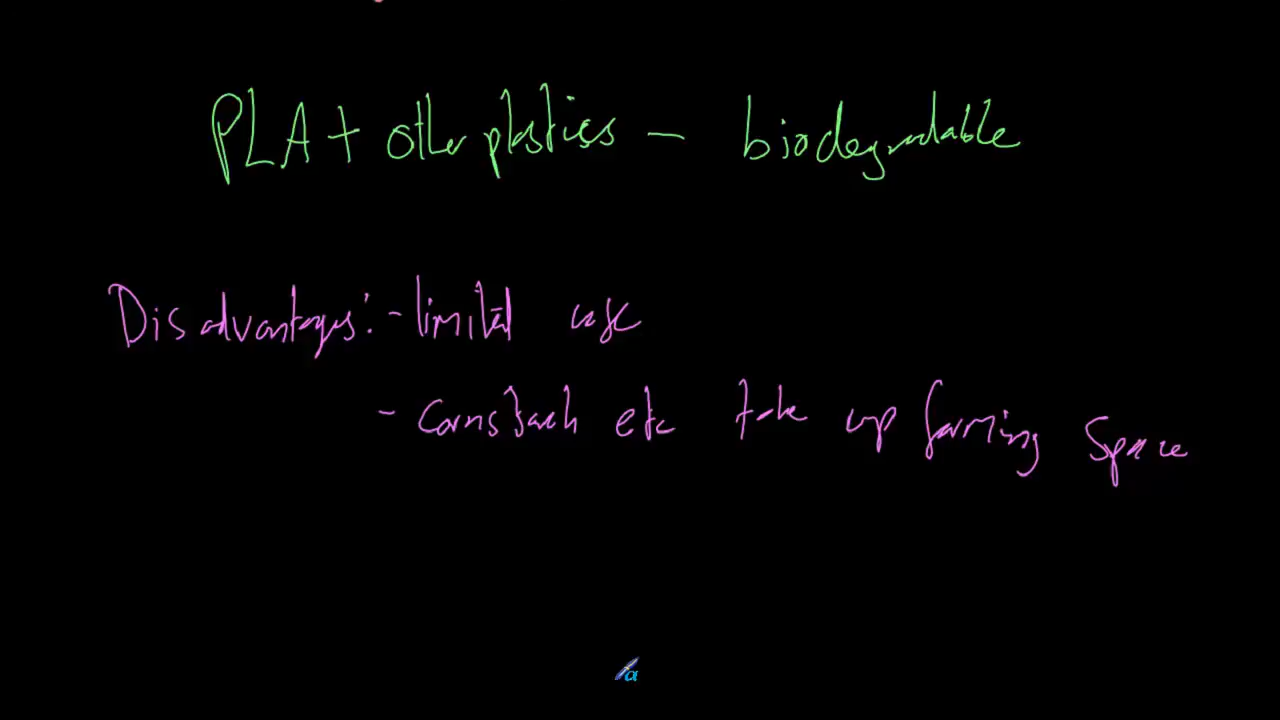 PLA + other plastics - biodegradable
Disadvantages: - limited use
- cornstarch etc take up farming space